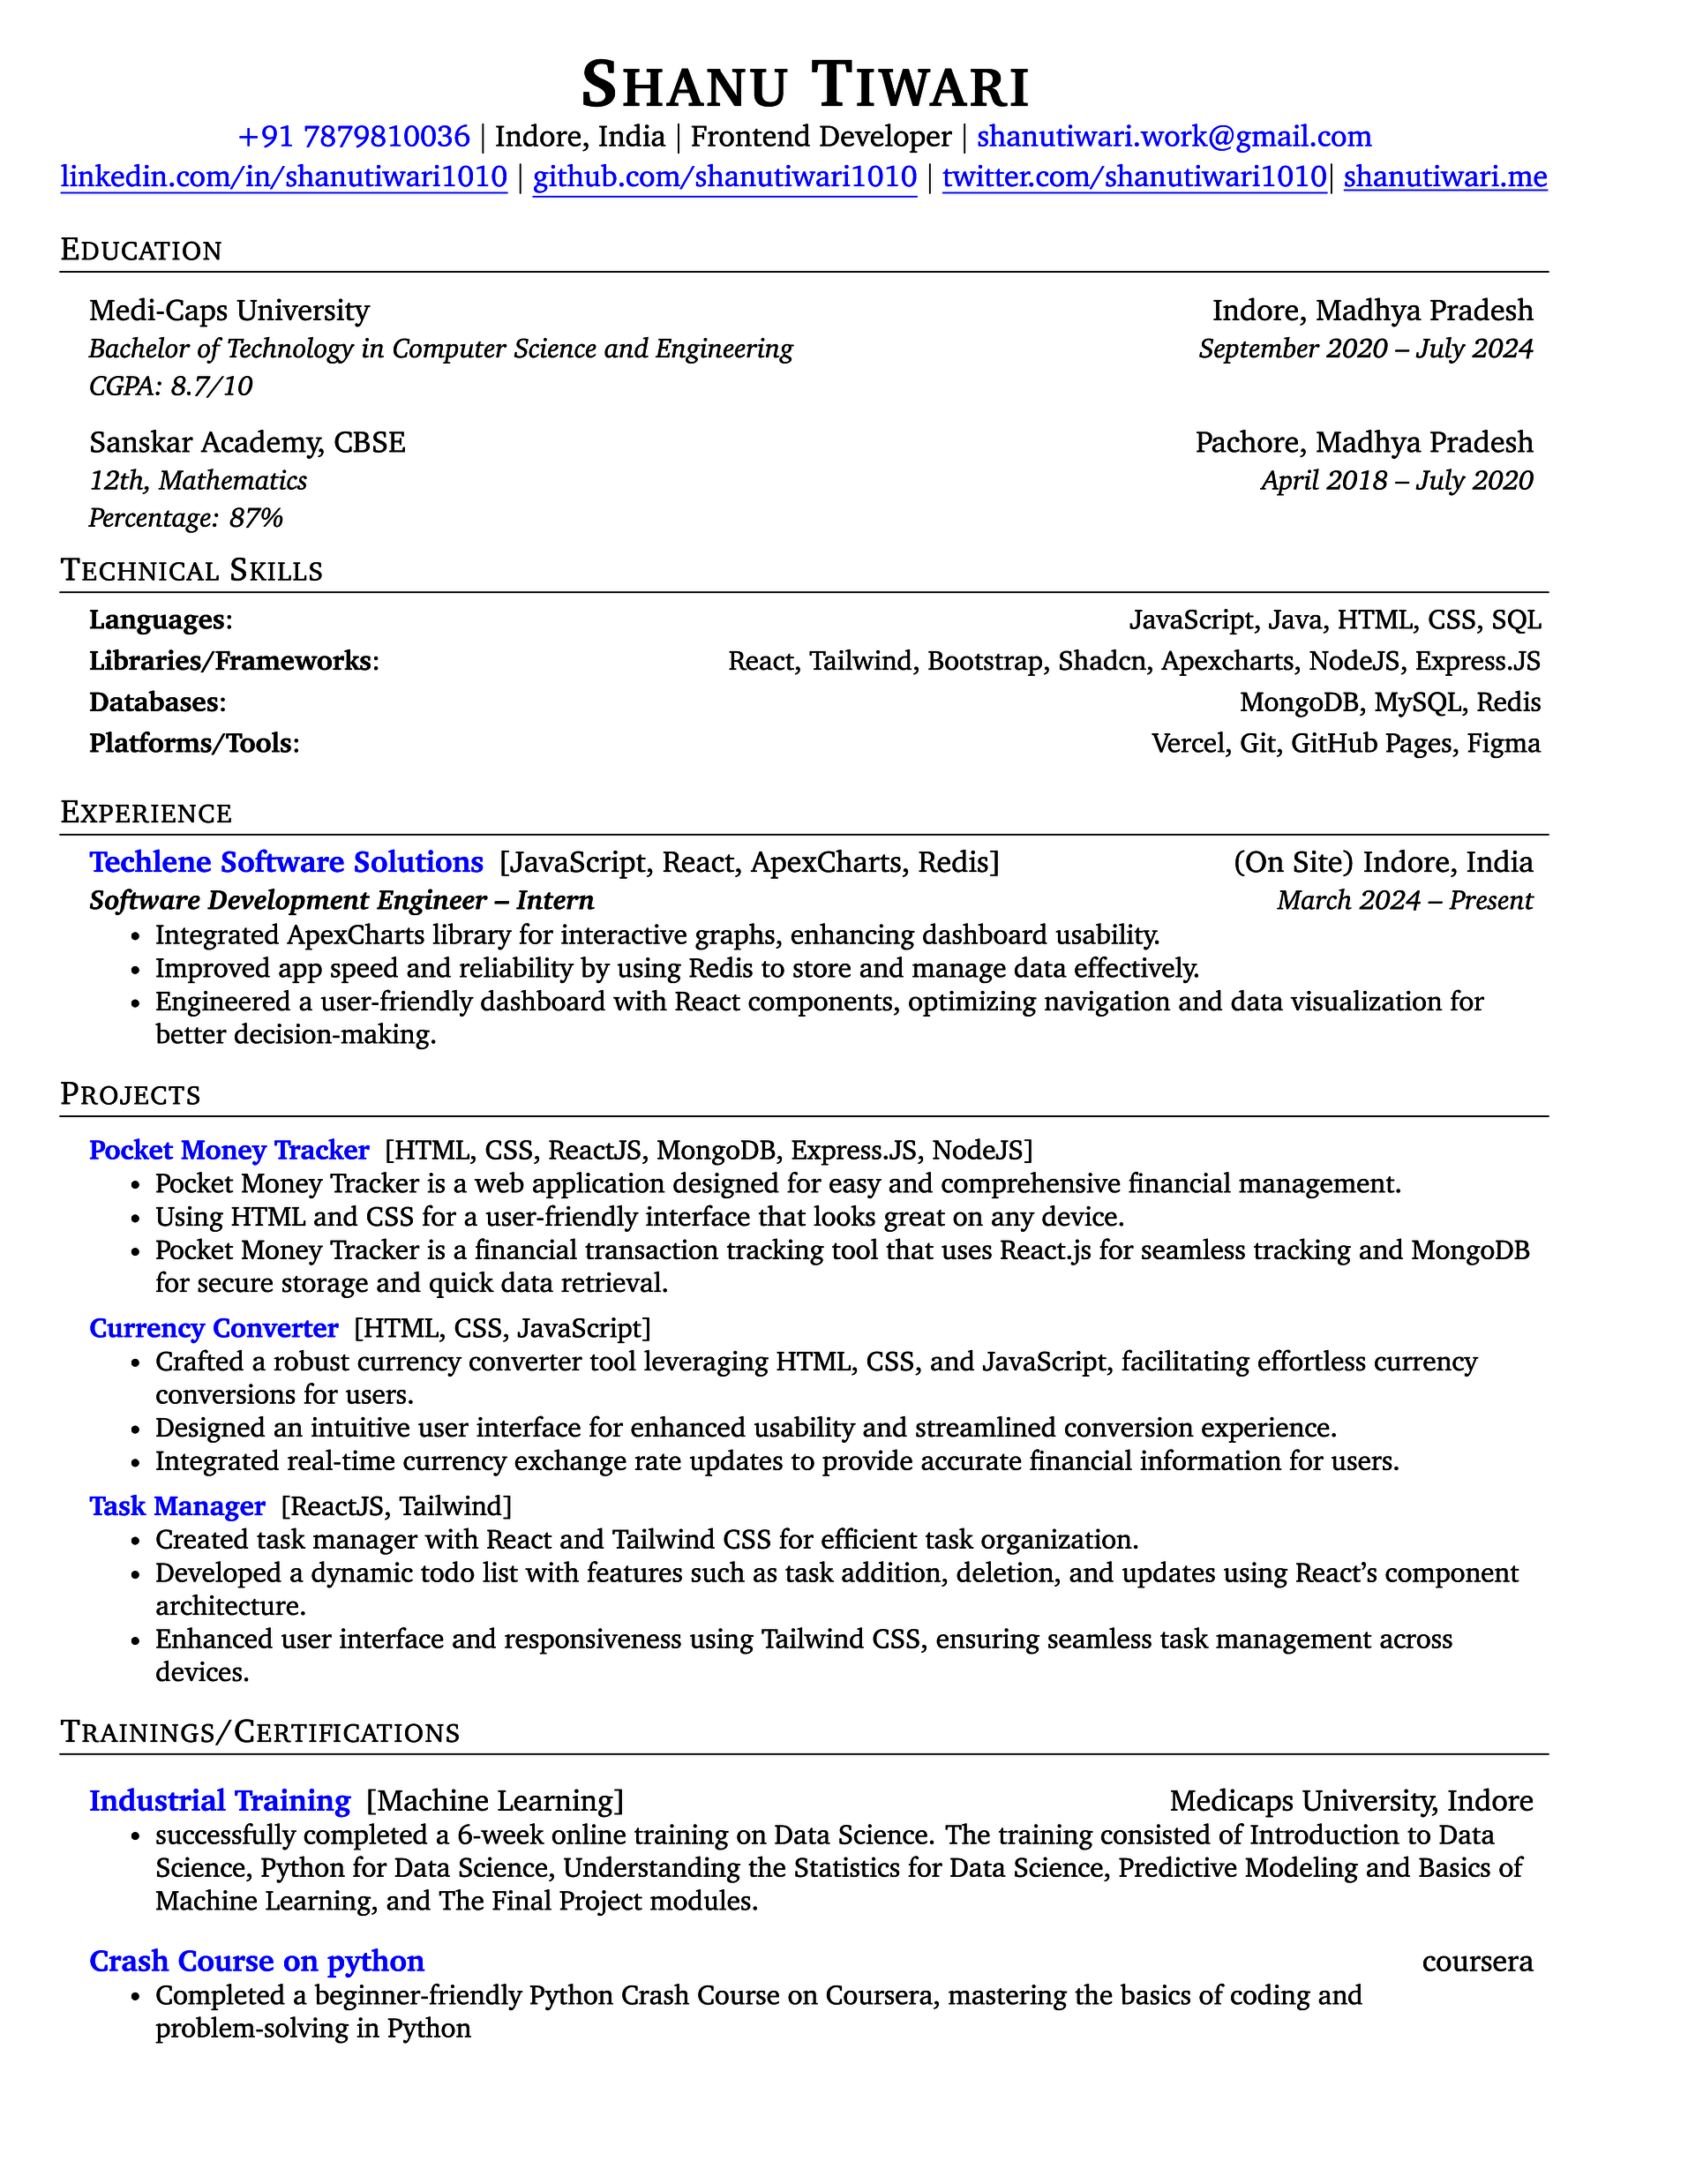 SHANU TIWARI
+91 7879810036 | Indore, India | Frontend Developer | shanutiwari.work@gmail.com
linkedin.com/in/shanutiwari1010 | github.com/shanutiwari1010 | twitter.com/shanutiwari1010| shanutiwari.me
EDUCATION
Medi-Caps University Indore, Madhya Pradesh
Bachelor of Technology in Computer Science and Engineering September 2020 – July 2024
CGPA: 8.7/10
Sanskar Academy, CBSE Pachore, Madhya Pradesh
12th, Mathematics April 2018 – July 2020
Percentage: 87%
TECHNICAL SKILLS
Languages: JavaScript, Java, HTML, CSS, SQL
Libraries/Frameworks: React, Tailwind, Bootstrap, Shadcn, Apexcharts, NodeJS, Express.JS
Databases: MongoDB, MySQL, Redis
Platforms/Tools: Vercel, Git, GitHub Pages, Figma
EXPERIENCE
Techlene Software Solutions [JavaScript, React, ApexCharts, Redis] (On Site) Indore, India
Software Development Engineer – Intern March 2024 – Present
• Integrated ApexCharts library for interactive graphs, enhancing dashboard usability.
• Improved app speed and reliability by using Redis to store and manage data effectively.
• Engineered a user-friendly dashboard with React components, optimizing navigation and data visualization for
better decision-making.
PROJECTS
Pocket Money Tracker [HTML, CSS, ReactJS, MongoDB, Express.JS, NodeJS]
• Pocket Money Tracker is a web application designed for easy and comprehensive financial management.
• Using HTML and CSS for a user-friendly interface that looks great on any device.
• Pocket Money Tracker is a financial transaction tracking tool that uses React.js for seamless tracking and MongoDB
for secure storage and quick data retrieval.
Currency Converter [HTML, CSS, JavaScript]
• Crafted a robust currency converter tool leveraging HTML, CSS, and JavaScript, facilitating effortless currency
conversions for users.
• Designed an intuitive user interface for enhanced usability and streamlined conversion experience.
• Integrated real-time currency exchange rate updates to provide accurate financial information for users.
Task Manager [ReactJS, Tailwind]
• Created task manager with React and Tailwind CSS for efficient task organization.
• Developed a dynamic todo list with features such as task addition, deletion, and updates using React’s component
architecture.
• Enhanced user interface and responsiveness using Tailwind CSS, ensuring seamless task management across
devices.
TRAININGS/CERTIFICATIONS
Industrial Training [Machine Learning] Medicaps University, Indore
• successfully completed a 6-week online training on Data Science. The training consisted of Introduction to Data
Science, Python for Data Science, Understanding the Statistics for Data Science, Predictive Modeling and Basics of
Machine Learning, and The Final Project modules.
Crash Course on python coursera
• Completed a beginner-friendly Python Crash Course on Coursera, mastering the basics of coding and
problem-solving in Python